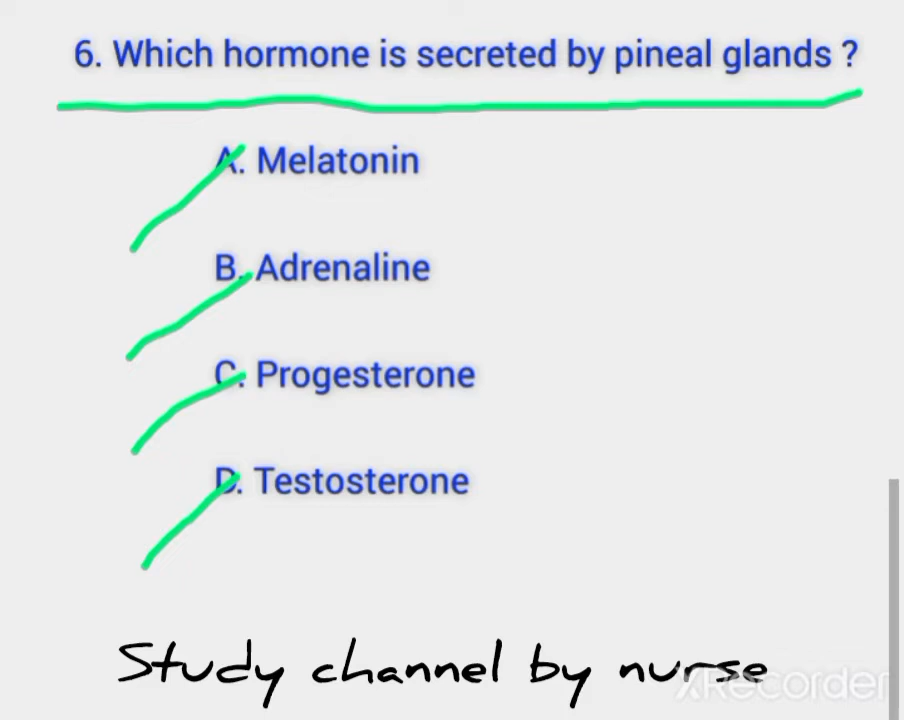 6. Which hormone is secreted by pineal glands ?
A. Melatonin
B. Adrenaline
C. Progesterone
D. Testosterone
Study channel by nurse
XRecorder